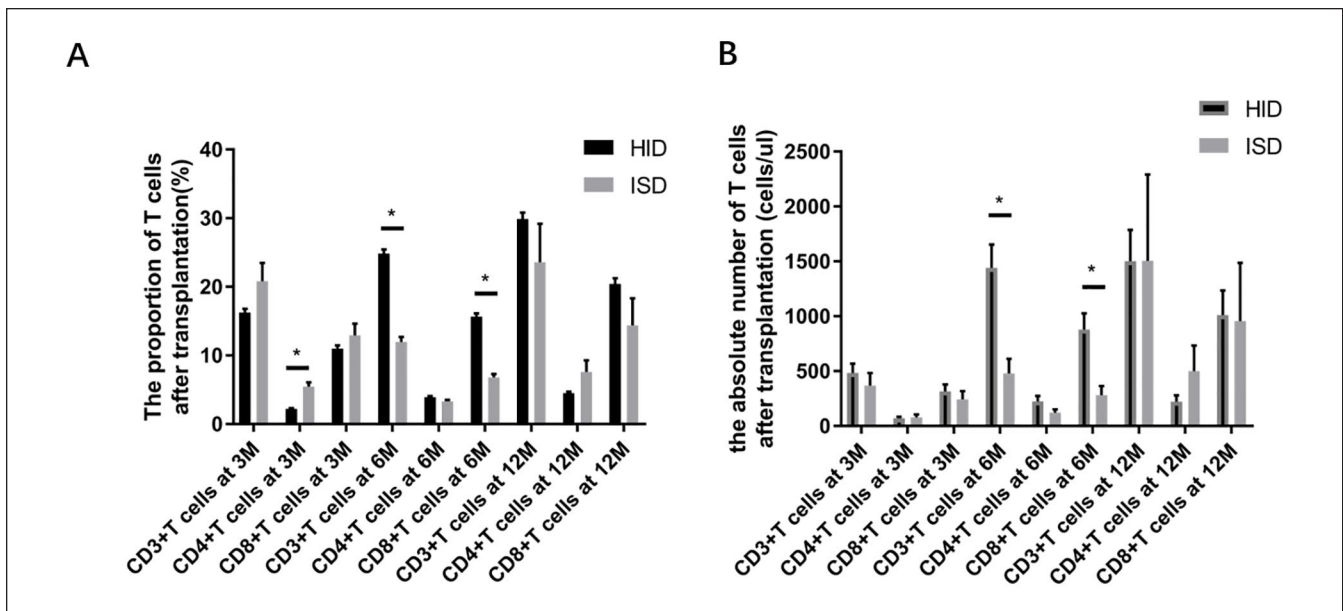 A
The proportion of T cells
after transplantation(%)
HID
ISD
40
30
20
10
0
*
*
*
CD3+T cells at 3M
CD4+T cells at 3M
CD8+T cells at 3M
CD3+T cells at 6M
CD4+T cells at 6M
CD8+T cells at 6M
CD3+T cells at 12M
CD4+T cells at 12M
CD8+T cells at 12M
B
the absolute number of T cells
after transplantation (cells/ul)
HID
ISD
2500
2000
1500
1000
500
0
*
*
CD3+T cells at 3M
CD4+T cells at 3M
CD8+T cells at 3M
CD3+T cells at 6M
CD4+T cells at 6M
CD8+T cells at 6M
CD3+T cells at 12M
CD4+T cells at 12M
CD8+T cells at 12M